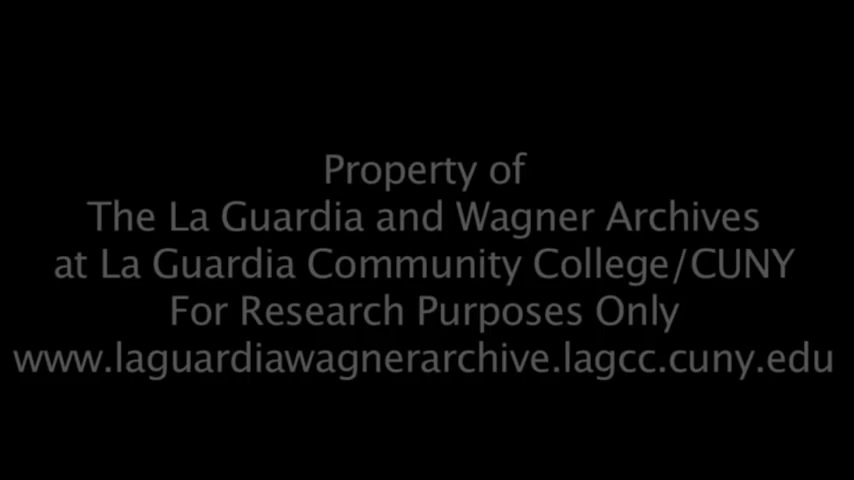 Property of
The La Guardia and Wagner Archives
at La Guardia Community College/CUNY
For Research Purposes Only
www.laguardiawagnerarchive.lagcc.cuny.edu